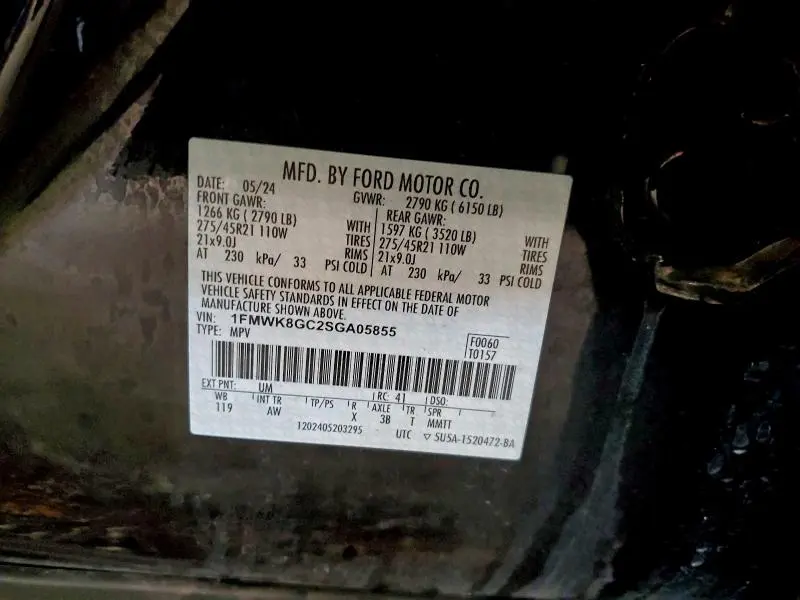 MFD. BY FORD MOTOR CO.
DATE: 05/24 GVWR: 2790 KG ( 6150 LB)
FRONT GAWR: REAR GAWR:
1266 KG ( 2790 LB) WITH 1597 KG ( 3520 LB) WITH
275/45R21 110W TIRES 275/45R21 110W TIRES
21x9.0J RIMS 21x9.0J RIMS
AT 230 kPa/ 33 PSI COLD AT 230 kPa/ 33 PSI COLD
THIS VEHICLE CONFORMS TO ALL APPLICABLE FEDERAL MOTOR
VEHICLE SAFETY STANDARDS IN EFFECT ON THE DATE OF
MANUFACTURE SHOWN ABOVE.
VIN: 1FMWK8GC2SGA05855 F0060
TYPE: MPV T0157
EXT PNT: UM RC: 41 DSO:
WB INT TR TP/PS R AXLE TR SPR
119 AW X 3B T MMTT
1202405203295 UTC ▽ SU5A-1520472-BA